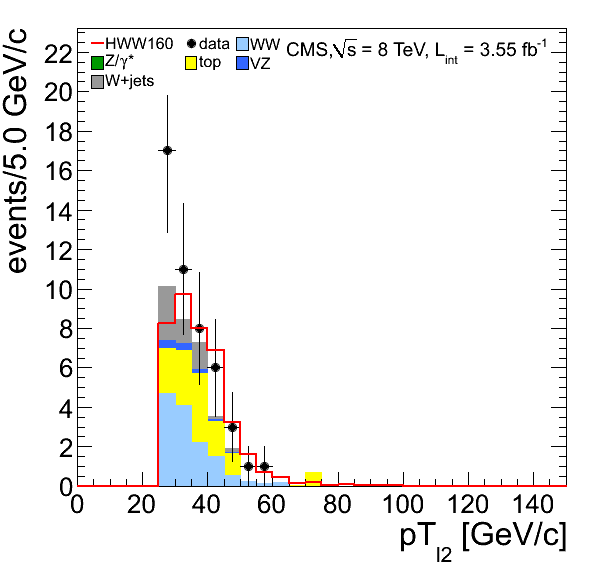 HWW160 data WW
Z/γ* top VZ
W+jets
CMS,√s = 8 TeV, L_int = 3.55 fb⁻¹
events/5.0 GeV/c
22
20
18
16
14
12
10
8
6
4
2
0
0 20 40 60 80 100 120 140
pT_l2 [GeV/c]